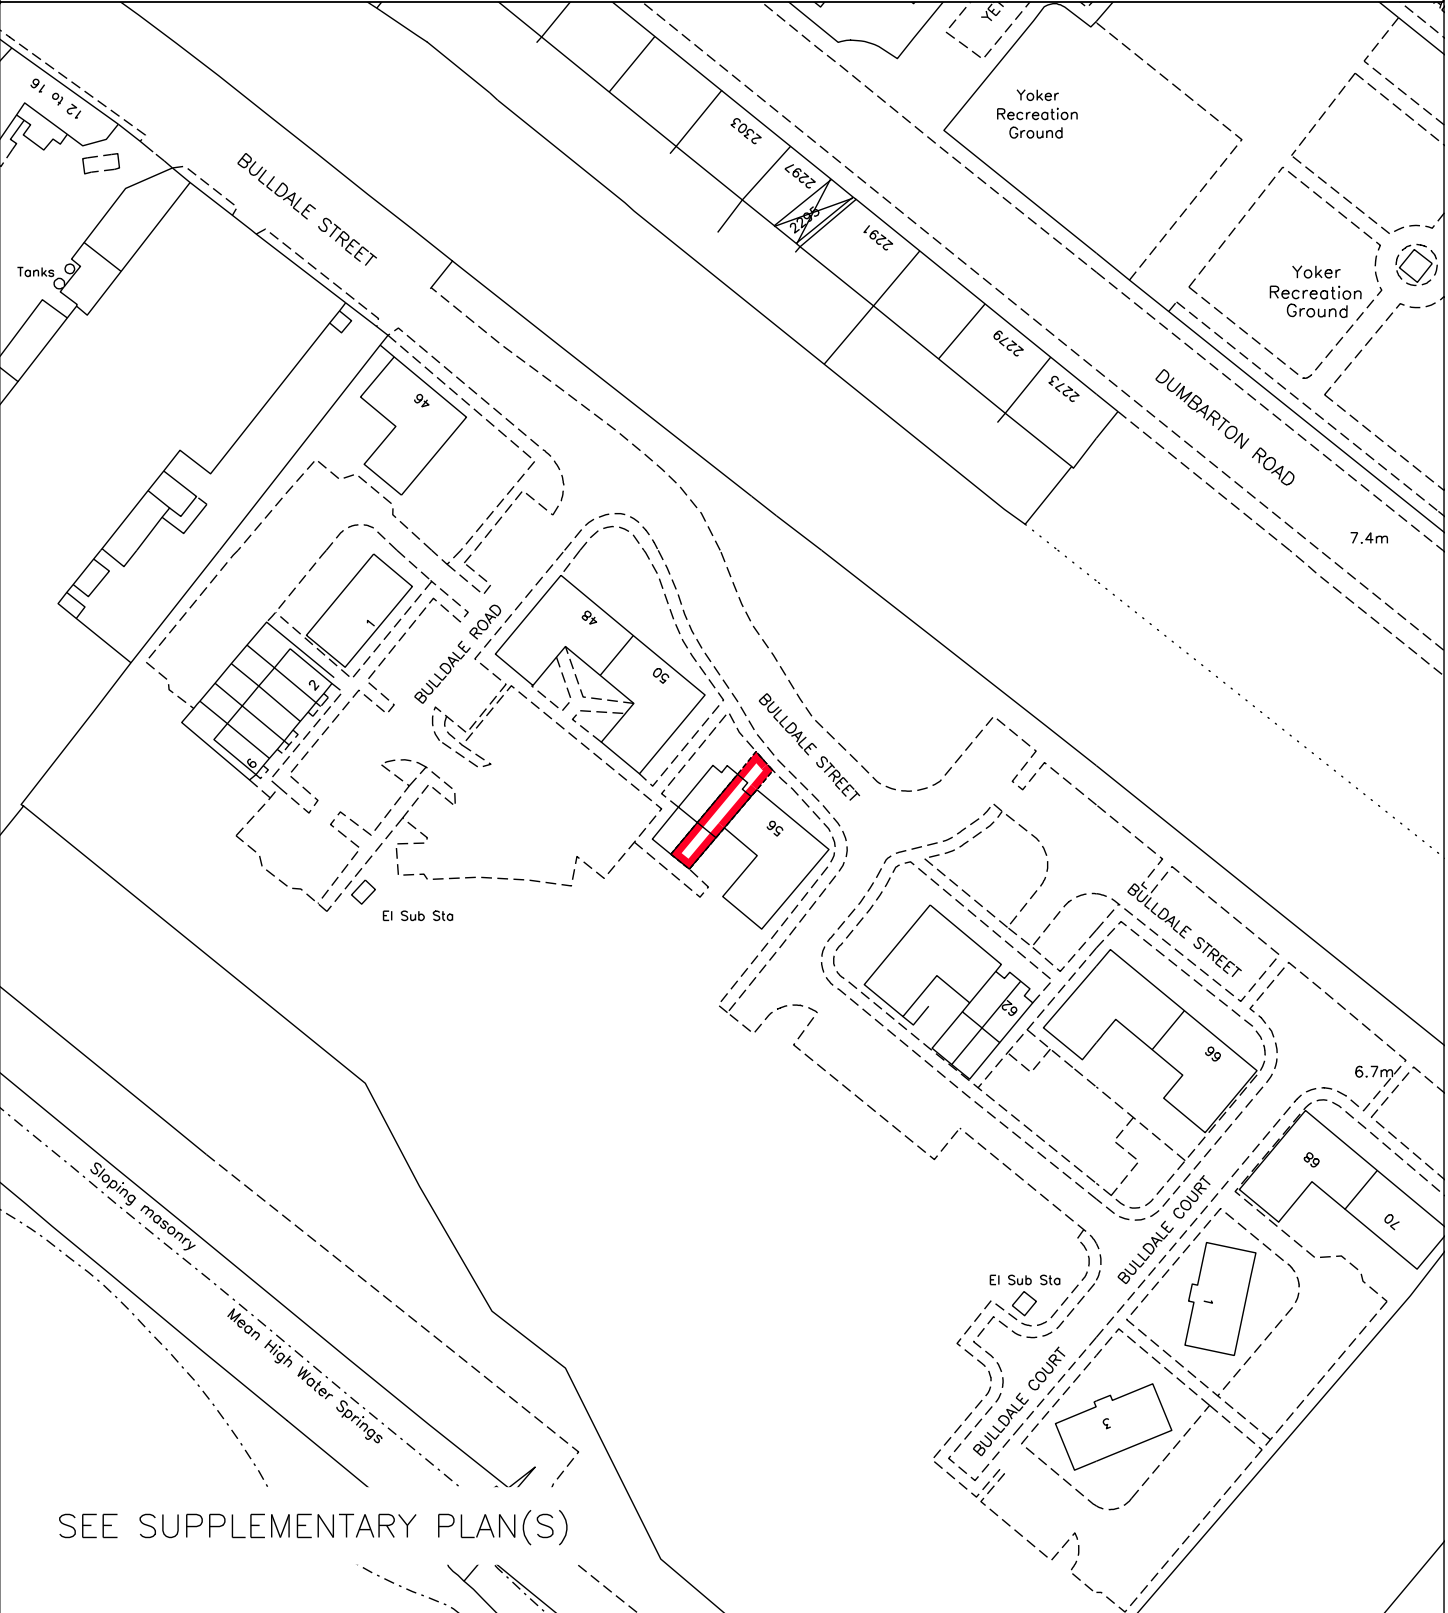 YE
Yoker
Recreation
Ground
12 to 16
2303
2297
2295
2291
BULLDALE STREET
Tanks
Yoker
Recreation
Ground
2279
2273
DUMBARTON ROAD
46
7.4m
1
48
50
BULLDALE ROAD
2
6
BULLDALE STREET
56
El Sub Sta
BULLDALE STREET
62
66
6.7m
68
70
Sloping masonry
BULLDALE COURT
El Sub Sta
1
Mean High Water Springs
BULLDALE COURT
3
SEE SUPPLEMENTARY PLAN(S)